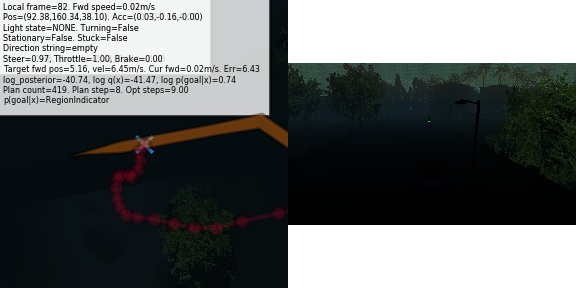 Local frame=82. Fwd speed=0.02m/s
Pos=(92.38,160.34,38.10). Acc=(0.03,-0.16,-0.00)
Light state=NONE. Turning=False
Stationary=False. Stuck=False
Direction string=empty
Steer=0.97, Throttle=1.00, Brake=0.00
Target fwd pos=5.16, vel=6.45m/s. Cur fwd=0.02m/s. Err=6.43
log_posterior=-40.74, log q(x)=-41.47, log p(goal|x)=0.74
Plan count=419. Plan step=8. Opt steps=9.00
p(goal|x)=RegionIndicator